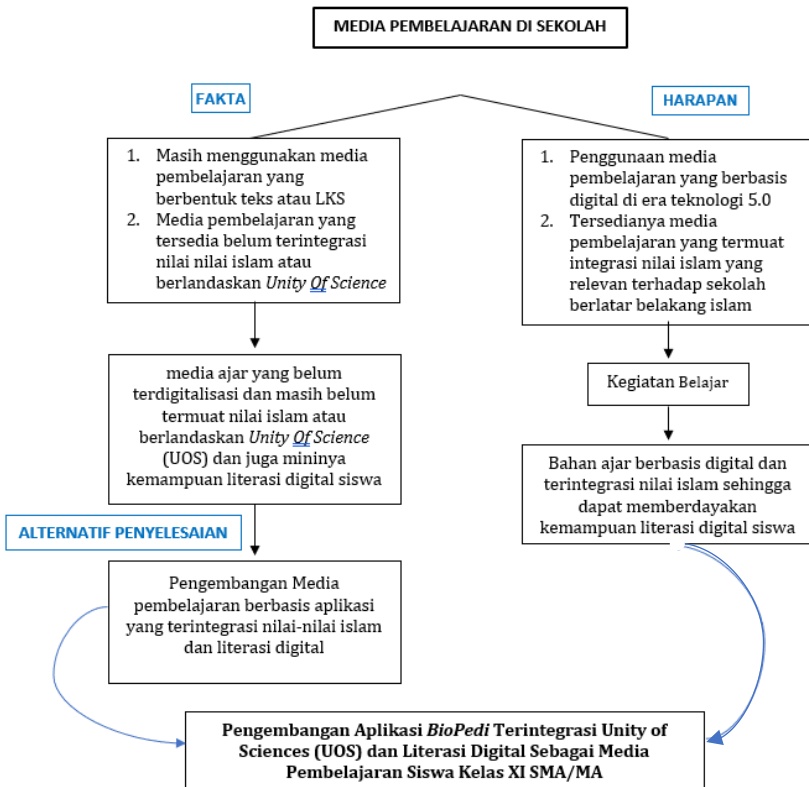 MEDIA PEMBELAJARAN DI SEKOLAH
FAKTA
HARAPAN
1. Masih menggunakan media
pembelajaran yang
berbentuk teks atau LKS
2. Media pembelajaran yang
tersedia belum terintegrasi
nilai nilai islam atau
berlandaskan Unity Of Science
1. Penggunaan media
pembelajaran yang berbasis
digital di era teknologi 5.0
2. Tersedianya media
pembelajaran yang termuat
integrasi nilai islam yang
relevan terhadap sekolah
berlatar belakang islam
media ajar yang belum
terdigitalisasi dan masih belum
termuat nilai islam atau
berlandaskan Unity Of Science
(UOS) dan juga mininya
kemampuan literasi digital siswa
Kegiatan Belajar
Bahan ajar berbasis digital dan
terintegrasi nilai islam sehingga
dapat memberdayakan
kemampuan literasi digital siswa
ALTERNATIF PENYELESAIAN
Pengembangan Media
pembelajaran berbasis aplikasi
yang terintegrasi nilai-nilai islam
dan literasi digital
Pengembangan Aplikasi BioPedi Terintegrasi Unity of
Sciences (UOS) dan Literasi Digital Sebagai Media
Pembelajaran Siswa Kelas XI SMA/MA